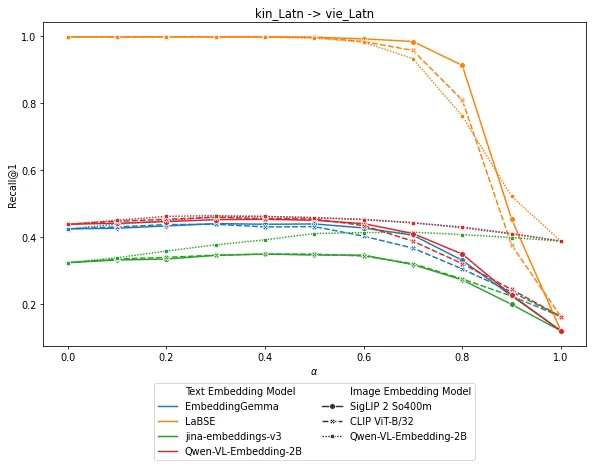 kin_Latn -> vie_Latn
1.0
0.8
0.6
0.4
0.2
Recall@1
0.0 0.2 0.4 0.6 0.8 1.0
α
Text Embedding Model Image Embedding Model
EmbeddingGemma SigLIP 2 So400m
LaBSE CLIP ViT-B/32
jina-embeddings-v3 Qwen-VL-Embedding-2B
Qwen-VL-Embedding-2B